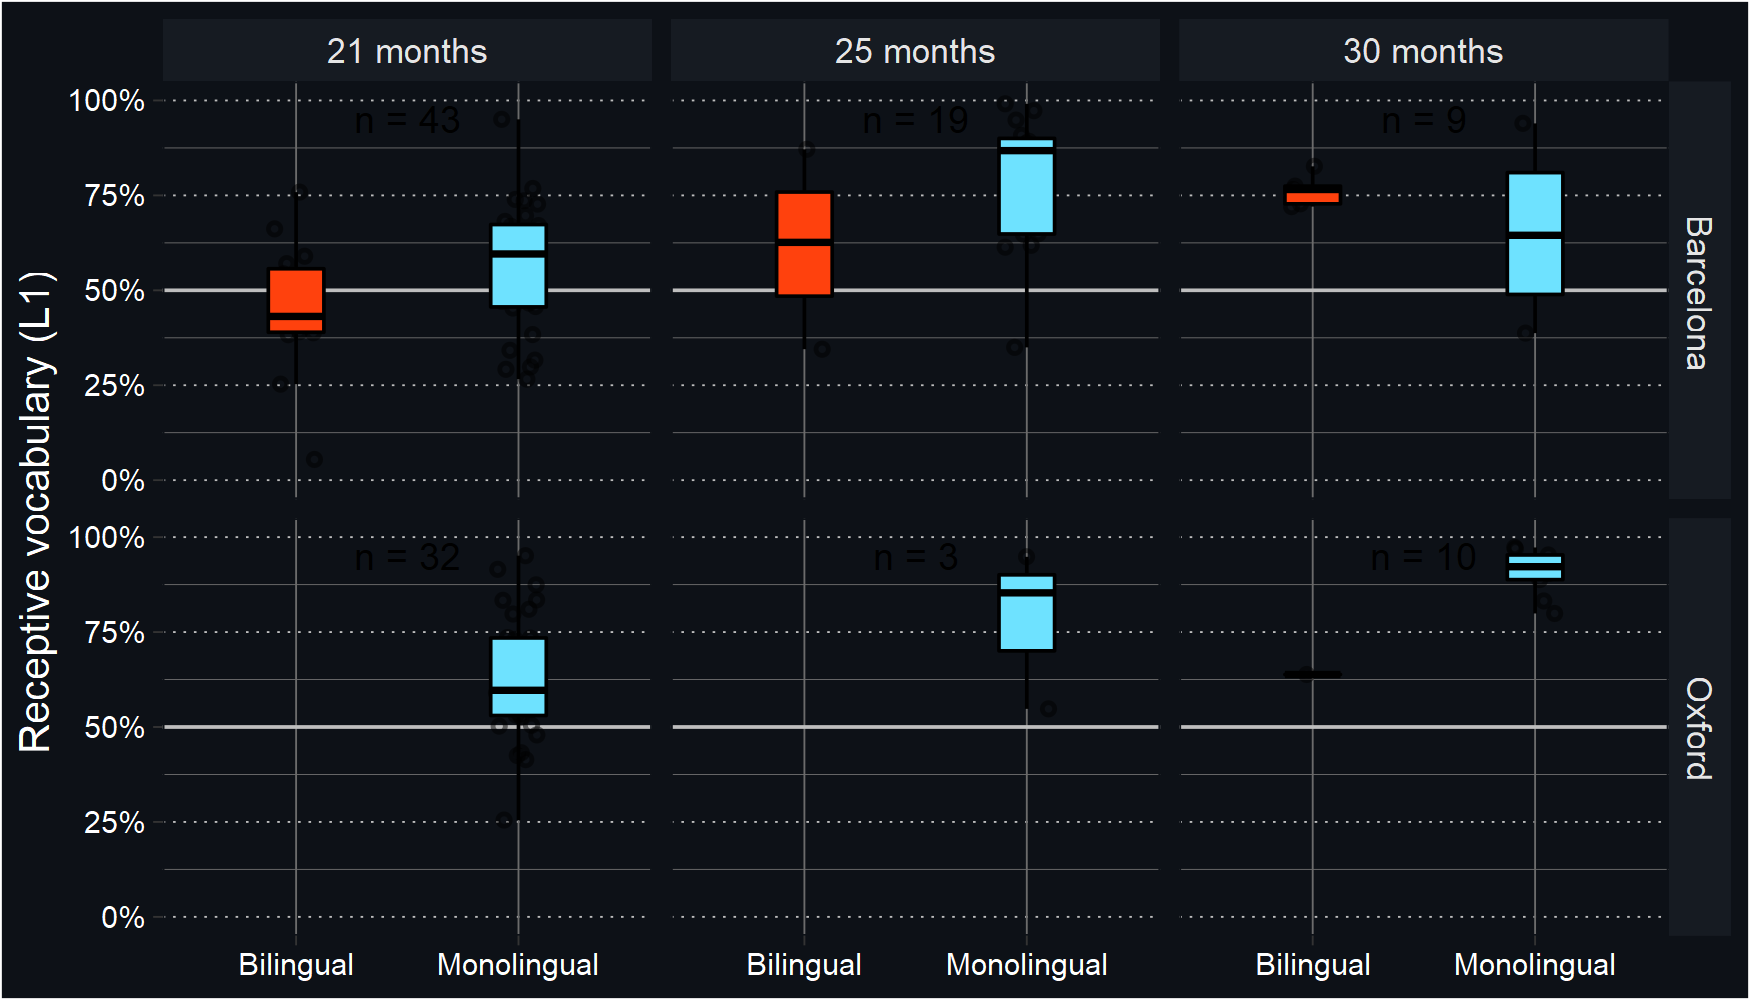 21 months
25 months
30 months
Receptive vocabulary (L1)
100%
75%
50%
25%
0%
n = 43
n = 19
n = 9
Barcelona
100%
75%
50%
25%
0%
n = 32
n = 3
n = 10
Oxford
Bilingual
Monolingual
Bilingual
Monolingual
Bilingual
Monolingual